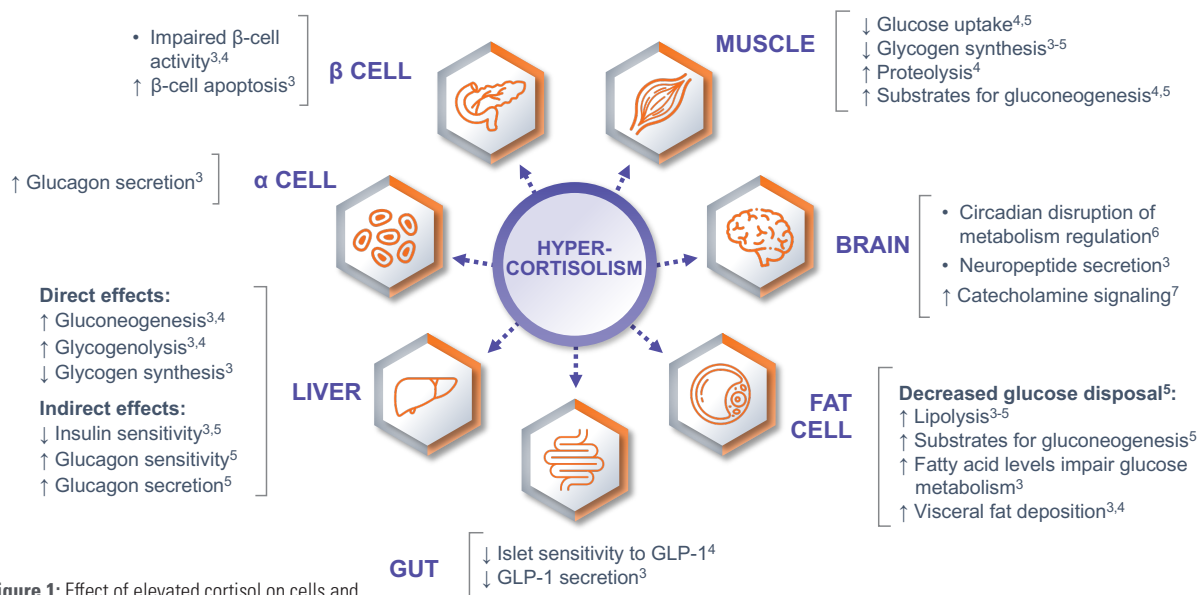 • Impaired β-cell
activity3,4
↑ β-cell apoptosis3
β CELL
MUSCLE
↓ Glucose uptake4,5
↓ Glycogen synthesis3-5
↑ Proteolysis4
↑ Substrates for gluconeogenesis4,5
↑ Glucagon secretion3
α CELL
HYPER-
CORTISOLISM
BRAIN
• Circadian disruption of
metabolism regulation6
• Neuropeptide secretion3
↑ Catecholamine signaling7
Direct effects:
↑ Gluconeogenesis3,4
↑ Glycogenolysis3,4
↓ Glycogen synthesis3
Indirect effects:
↓ Insulin sensitivity3,5
↑ Glucagon sensitivity5
↑ Glucagon secretion5
LIVER
FAT
CELL
Decreased glucose disposal5:
↑ Lipolysis3-5
↑ Substrates for gluconeogenesis5
↑ Fatty acid levels impair glucose
metabolism3
↑ Visceral fat deposition3,4
GUT
↓ Islet sensitivity to GLP-14
↓ GLP-1 secretion3
igure 1: Effect of elevated cortisol on cells and